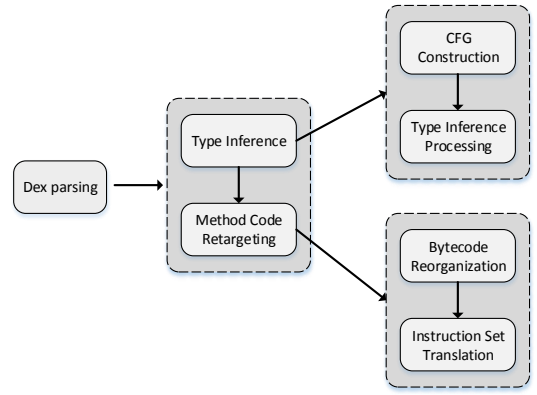 Dex parsing
Type Inference
Method Code
Retargeting
CFG
Construction
Type Inference
Processing
Bytecode
Reorganization
Instruction Set
Translation